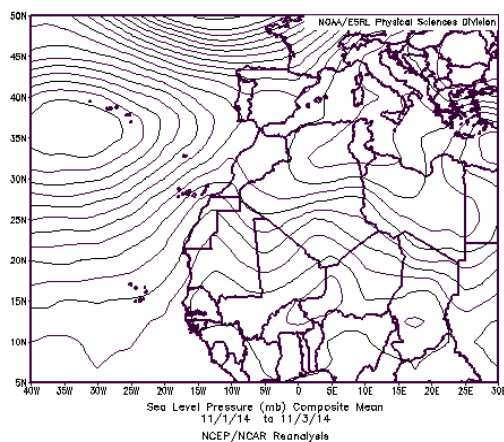 NOAA/ESRL Physical Sciences Division
50N
45N
40N
35N
30N
25N
20N
15N
10N
5N
40W 35W 30W 25W 20W 15W 10W 5W 0 5E 10E 15E 20E 25E 30E
Sea Level Pressure (mb) Composite Mean
11/1/14 to 11/3/14
NCEP/NCAR Reanalysis